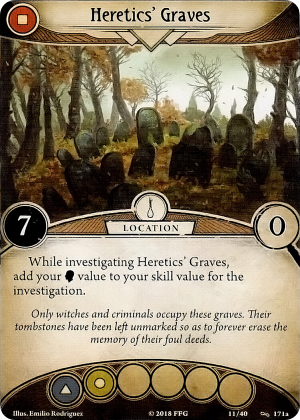 Heretics' Graves
7
LOCATION
0
While investigating Heretics' Graves,
add your value to your skill value for the
investigation.
Only witches and criminals occupy these graves. Their
tombstones have been left unmarked so as to forever erase the
memory of their foul deeds.
Illus. Emilio Rodriguez
© 2018 FFG
11/40
171a